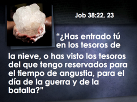 Job 38:22, 23
“¿Has entrado tú
en los tesoros de
la nieve, o has visto los tesoros
del que tengo reservados para
el tiempo de angustia, para el
día de la guerra y de la
batalla?”